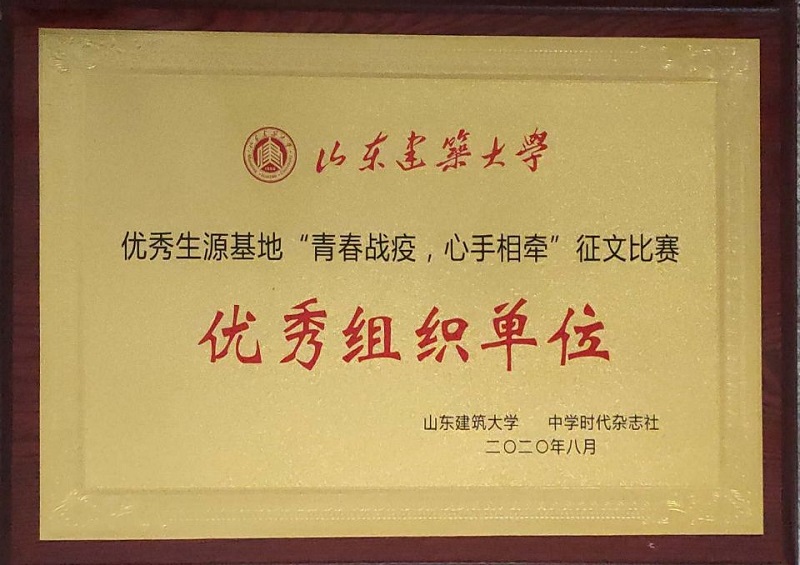 山东建筑大学
优秀生源基地“青春战疫，心手相牵”征文比赛
优秀组织单位
山东建筑大学 中学时代杂志社
二〇二〇年八月